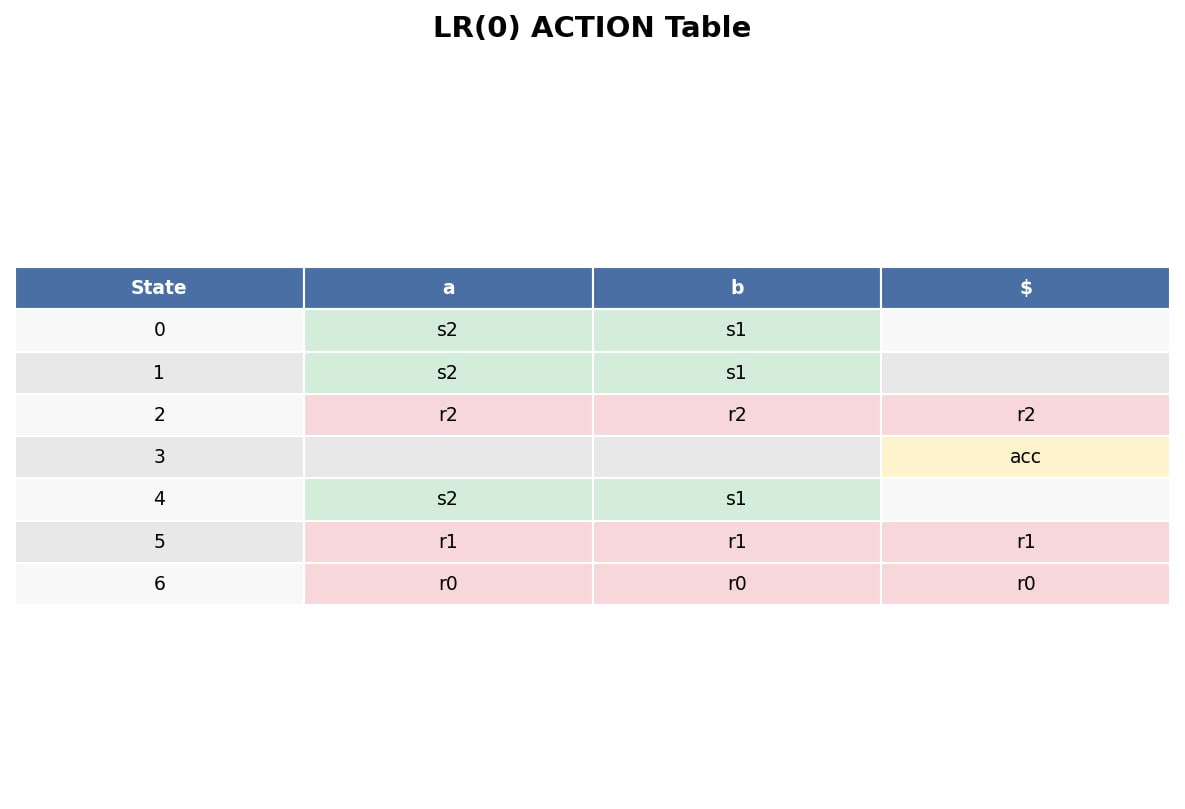 LR(0) ACTION Table
State a b $
0 s2 s1
1 s2 s1
2 r2 r2 r2
3 acc
4 s2 s1
5 r1 r1 r1
6 r0 r0 r0